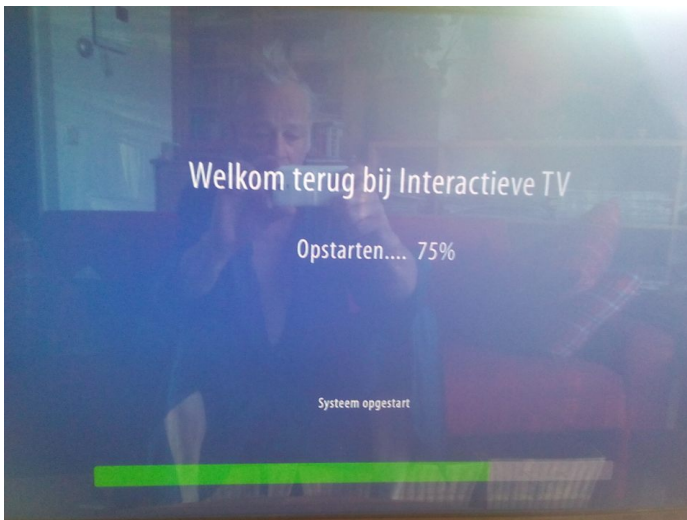 Welkom terug bij Interactieve TV
Opstarten.... 75%
Systeem opgestart